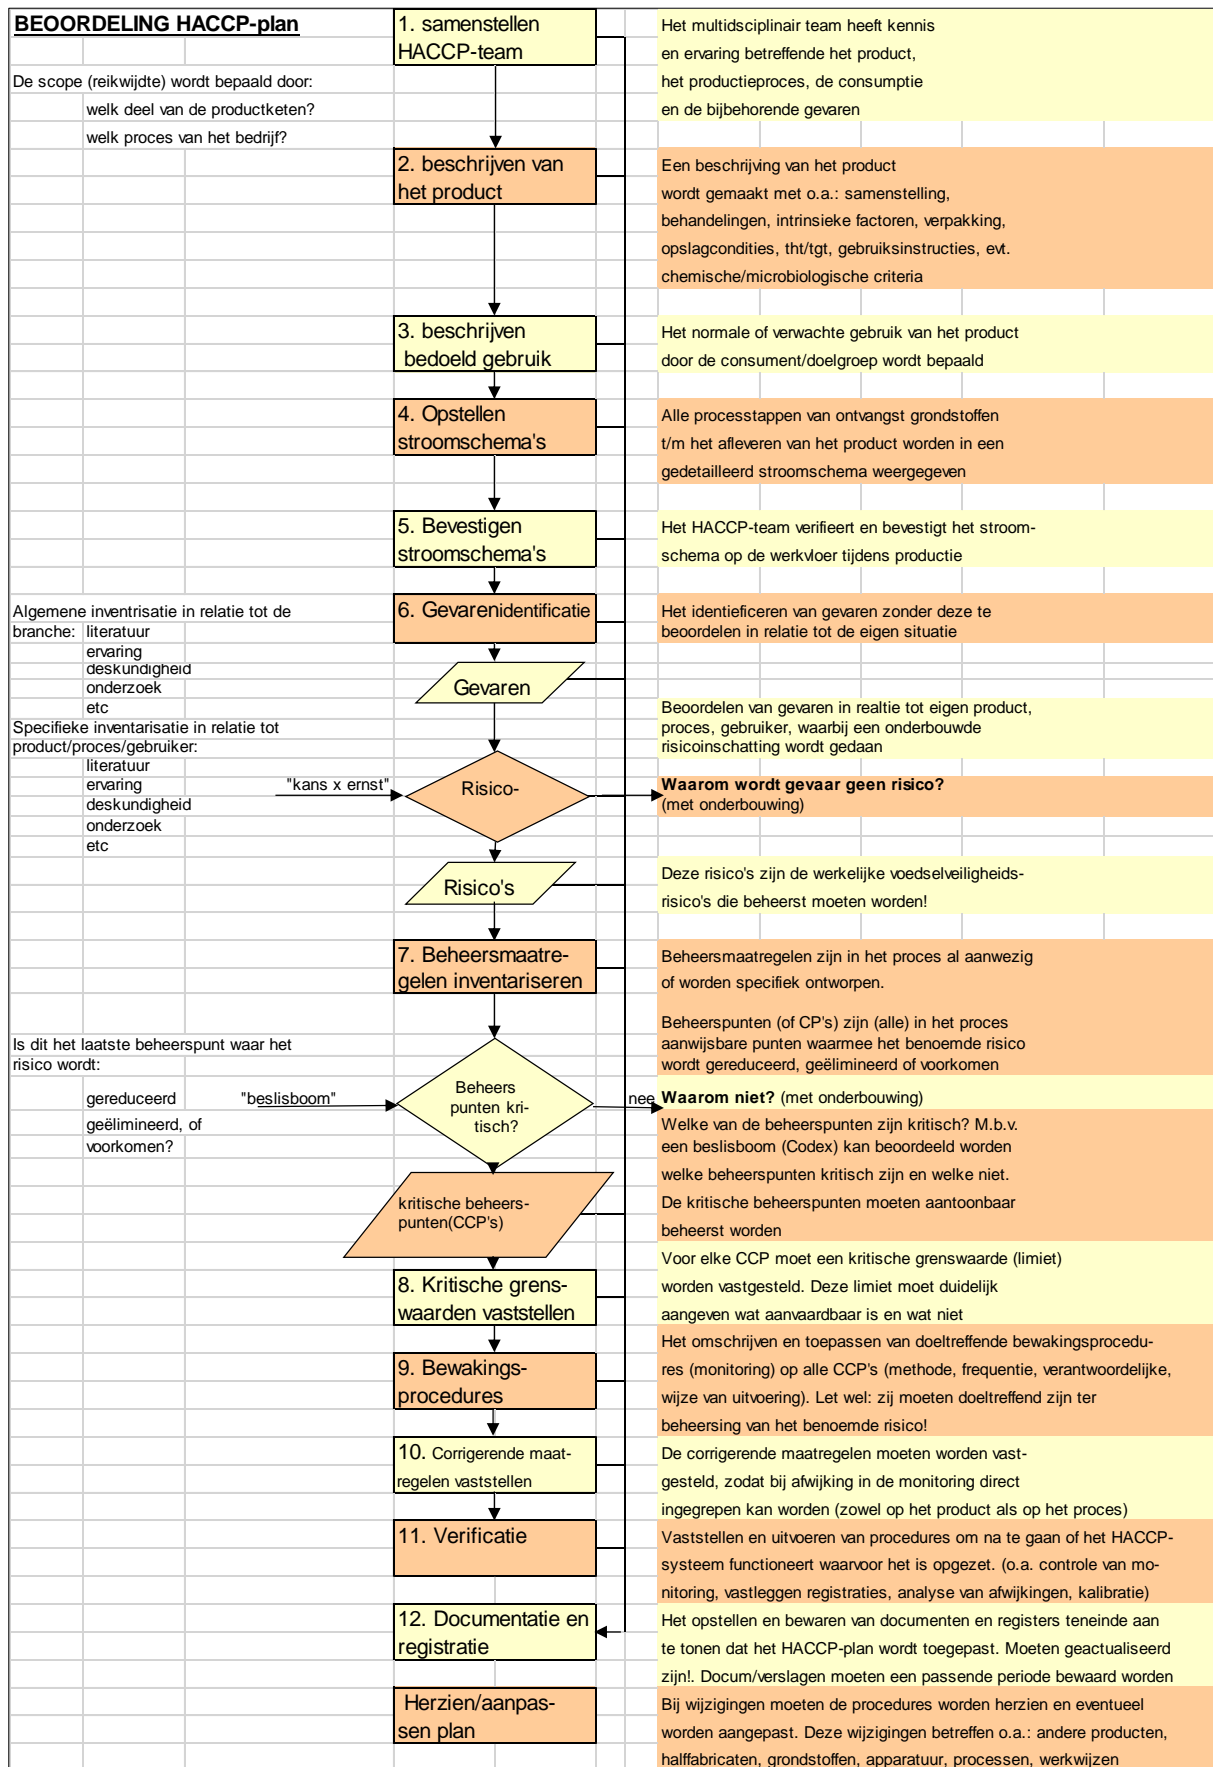 BEOORDELING HACCP-plan
1. samenstellen
HACCP-team
Het multidisciplinair team heeft kennis
en ervaring betreffende het product,
het productieproces, de consumptie
en de bijbehorende gevaren
De scope (reikwijdte) wordt bepaald door:
welk deel van de productketen?
welk proces van het bedrijf?
2. beschrijven van
het product
Een beschrijving van het product
wordt gemaakt met o.a.: samenstelling,
behandelingen, intrinsieke factoren, verpakking,
opslagcondities, tht/tgt, gebruiksinstructies, evt.
chemische/microbiologische criteria
3. beschrijven
bedoeld gebruik
Het normale of verwachte gebruik van het product
door de consument/doelgroep wordt bepaald
4. Opstellen
stroomschema's
Alle processtappen van ontvangst grondstoffen
t/m het afleveren van het product worden in een
gedetailleerd stroomschema weergegeven
5. Bevestigen
stroomschema's
Het HACCP-team verifieert en bevestigt het stroom-
schema op de werkvloer tijdens productie
Algemene inventrisatie in relatie tot de
branche: literatuur
ervaring
deskundigheid
onderzoek
etc
6. Gevarenidentificatie
Het identieficeren van gevaren zonder deze te
beoordelen in relatie tot de eigen situatie
Gevaren
Beoordelen van gevaren in realtie tot eigen product,
proces, gebruiker, waarbij een onderbouwde
risicoinschatting wordt gedaan
Specifieke inventarisatie in relatie tot
product/proces/gebruiker:
literatuur
ervaring
deskundigheid
onderzoek
etc
"kans x ernst"
Risico-
Waarom wordt gevaar geen risico?
(met onderbouwing)
Risico's
Deze risico's zijn de werkelijke voedselveiligheids-
risico's die beheerst moeten worden!
7. Beheersmaatre-
gelen inventariseren
Beheersmaatregelen zijn in het proces al aanwezig
of worden specifiek ontworpen.
Beheerspunten (of CP's) zijn (alle) in het proces
aanwijsbare punten waarmee het benoemde risico
wordt gereduceerd, geëlimineerd of voorkomen
Is dit het laatste beheerspunt waar het
risico wordt:
gereduceerd
geëlimineerd, of
voorkomen?
"beslisboom"
Beheers
punten kri-
tisch?
nee
Waarom niet? (met onderbouwing)
Welke van de beheerspunten zijn kritisch? M.b.v.
een beslisboom (Codex) kan beoordeeld worden
welke beheerspunten kritisch zijn en welke niet.
De kritische beheerspunten moeten aantoonbaar
beheerst worden
kritische beheers-
punten(CCP's)
8. Kritische grens-
waarden vaststellen
Voor elke CCP moet een kritische grenswaarde (limiet)
worden vastgesteld. Deze limiet moet duidelijk
aangeven wat aanvaardbaar is en wat niet
9. Bewakings-
procedures
Het omschrijven en toepassen van doeltreffende bewakingsprocedu-
res (monitoring) op alle CCP's (methode, frequentie, verantwoordelijke,
wijze van uitvoering). Let wel: zij moeten doeltreffend zijn ter
beheersing van het benoemde risico!
10. Corrigerende maat-
regelen vaststellen
De corrigerende maatregelen moeten worden vast-
gesteld, zodat bij afwijking in de monitoring direct
ingegrepen kan worden (zowel op het product als op het proces)
11. Verificatie
Vaststellen en uitvoeren van procedures om na te gaan of het HACCP-
systeem functioneert waarvoor het is opgezet. (o.a. controle van mo-
nitoring, vastleggen registraties, analyse van afwijkingen, kalibratie)
12. Documentatie en
registratie
Het opstellen en bewaren van documenten en registers teneinde aan
te tonen dat het HACCP-plan wordt toegepast. Moeten geactualiseerd
zijn!. Docum/verslagen moeten een passende periode bewaard worden
Herzien/aanpas-
sen plan
Bij wijzigingen moeten de procedures worden herzien en eventueel
worden aangepast. Deze wijzigingen betreffen o.a.: andere producten,
halffabricaten, grondstoffen, apparatuur, processen, werkwijzen